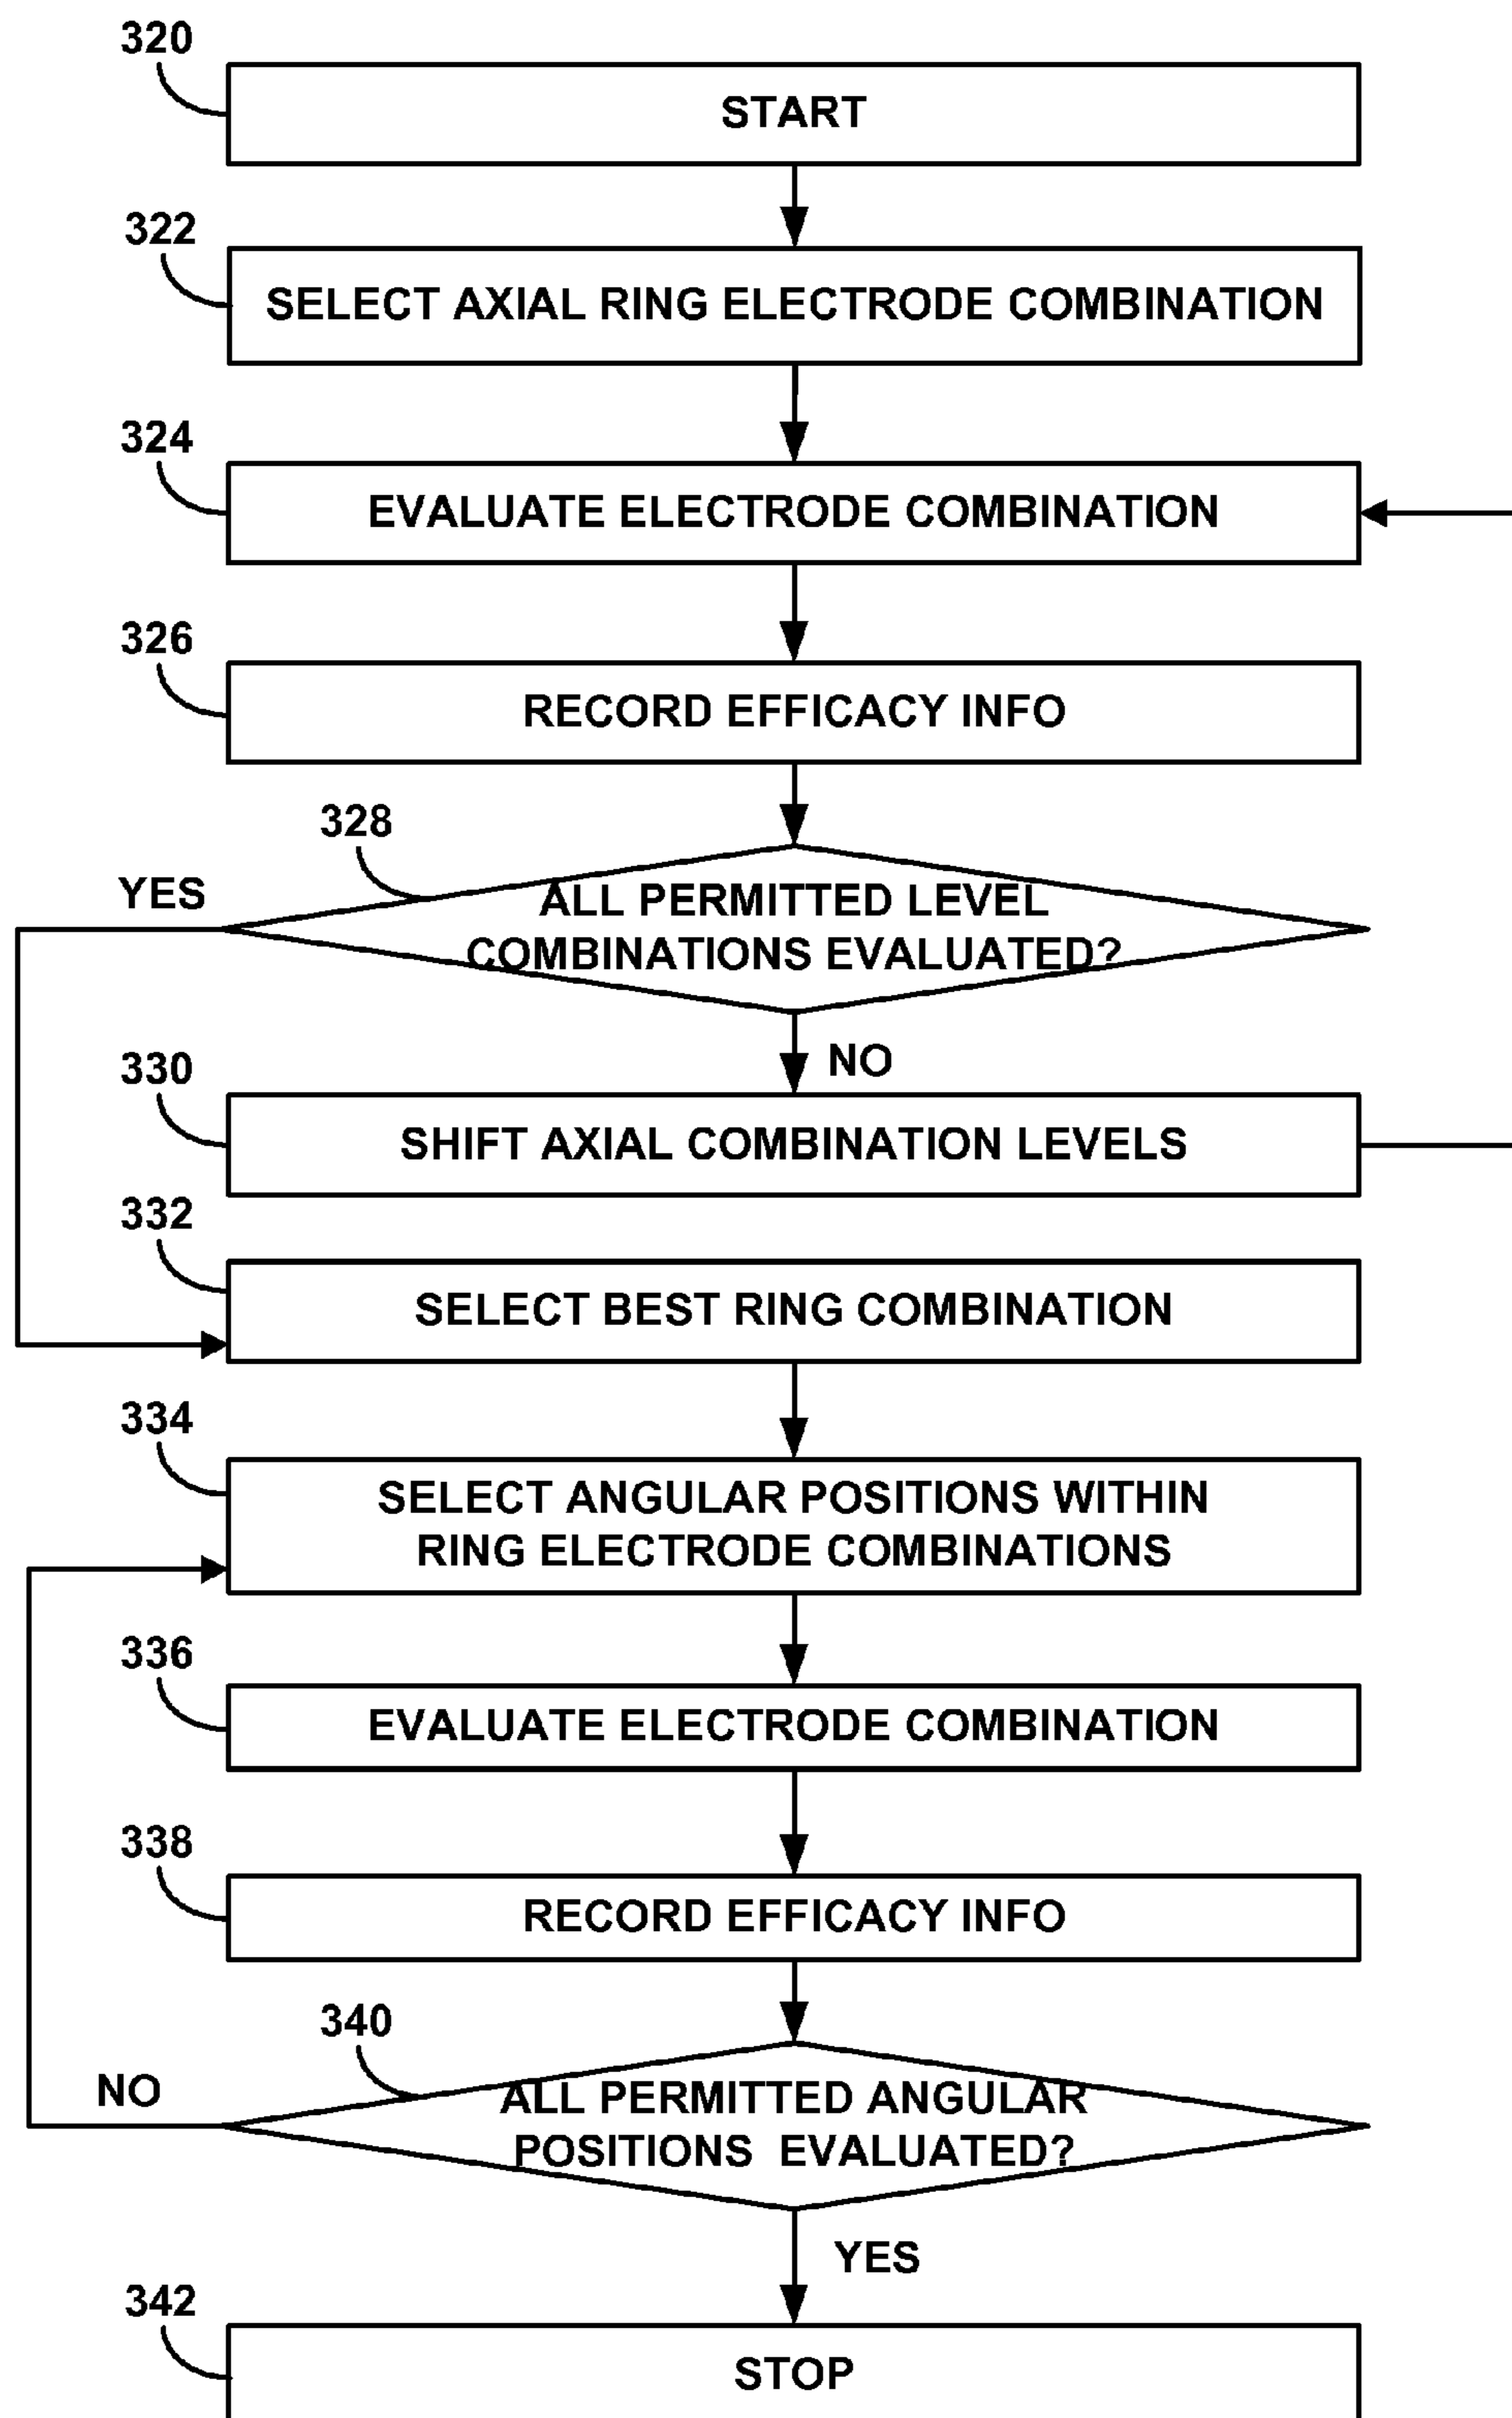 320
START
322
SELECT AXIAL RING ELECTRODE COMBINATION
324
EVALUATE ELECTRODE COMBINATION
326
RECORD EFFICACY INFO
328
YES
ALL PERMITTED LEVEL
COMBINATIONS EVALUATED?
NO
330
SHIFT AXIAL COMBINATION LEVELS
332
SELECT BEST RING COMBINATION
334
SELECT ANGULAR POSITIONS WITHIN
RING ELECTRODE COMBINATIONS
336
EVALUATE ELECTRODE COMBINATION
338
RECORD EFFICACY INFO
340
NO
ALL PERMITTED ANGULAR
POSITIONS EVALUATED?
YES
342
STOP